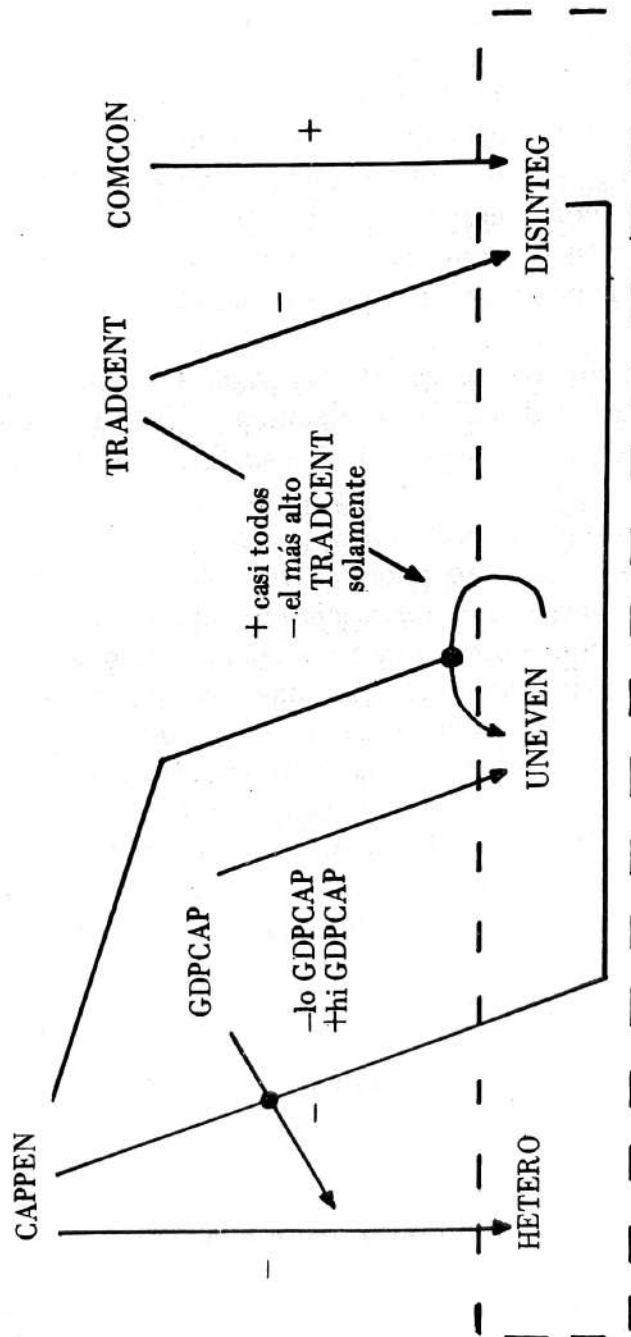 CAPPEN
TRADCENT
COMCON
GDPCAP
+ casi todos
— el más alto
TRADCENT
solamente
—lo GDPCAP
+hi GDPCAP
—
—
—
+
HETERO
UNEVEN
DISINTEG